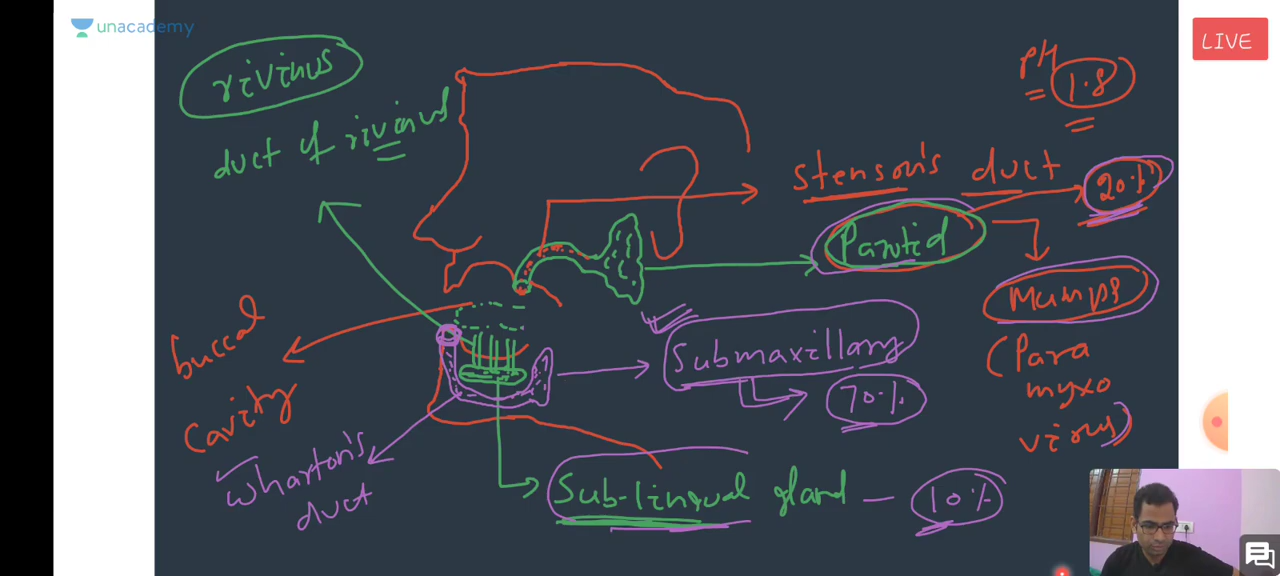 unacademy
LIVE
rivinus
duct of rivinus
pH
1.8
Stenson's duct
20%
Parotid
Mumps
(Para
myxo
virus)
buccal
cavity
Submaxillary
70%
Wharton's
duct
Sub-lingual gland — 10%